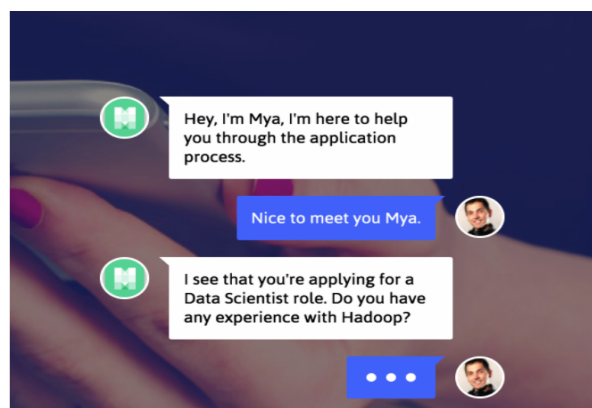 Hey, I'm Mya, I'm here to help
you through the application
process.
Nice to meet you Mya.
I see that you're applying for a
Data Scientist role. Do you have
any experience with Hadoop?